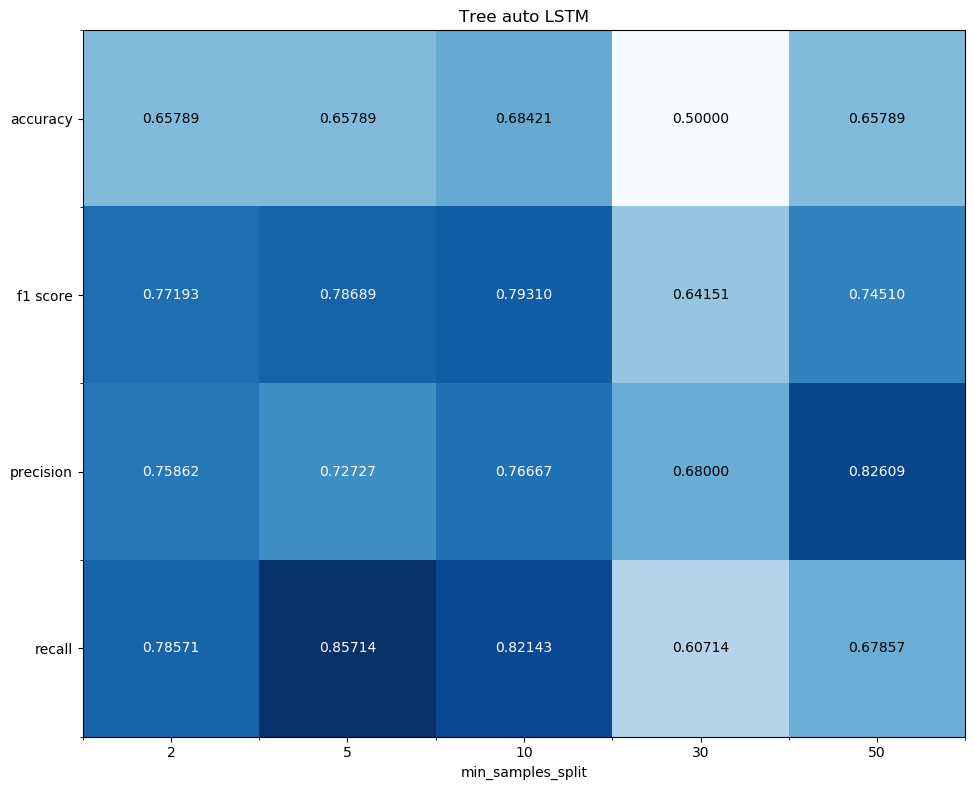 Tree auto LSTM
accuracy 0.65789 0.65789 0.68421 0.50000 0.65789
f1 score 0.77193 0.78689 0.79310 0.64151 0.74510
precision 0.75862 0.72727 0.76667 0.68000 0.82609
recall 0.78571 0.85714 0.82143 0.60714 0.67857
2 5 10 30 50
min_samples_split